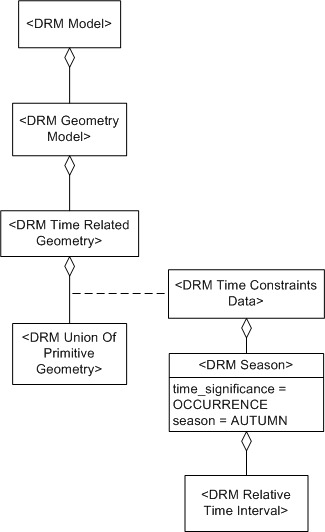 <DRM Model>
<DRM Geometry
Model>
<DRM Time Related
Geometry>
<DRM Time Constraints
Data>
<DRM Union Of
Primitive
Geometry>
<DRM Season>
time_significance =
OCCURRENCE
season = AUTUMN
<DRM Relative
Time Interval>